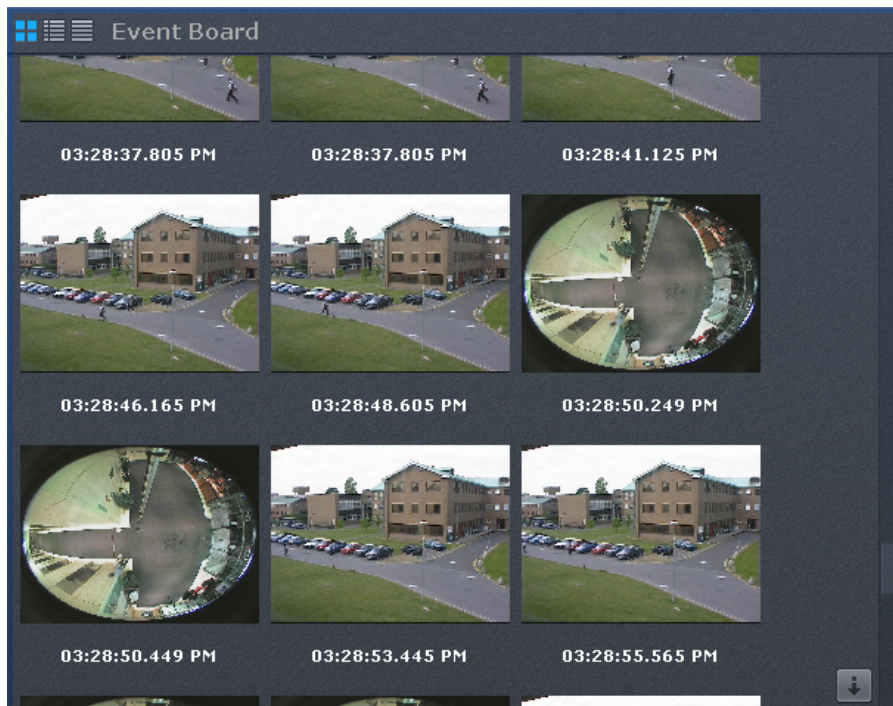 Event Board
03:28:37.805 PM
03:28:37.805 PM
03:28:41.125 PM
03:28:46.165 PM
03:28:48.605 PM
03:28:50.249 PM
03:28:50.449 PM
03:28:53.445 PM
03:28:55.565 PM